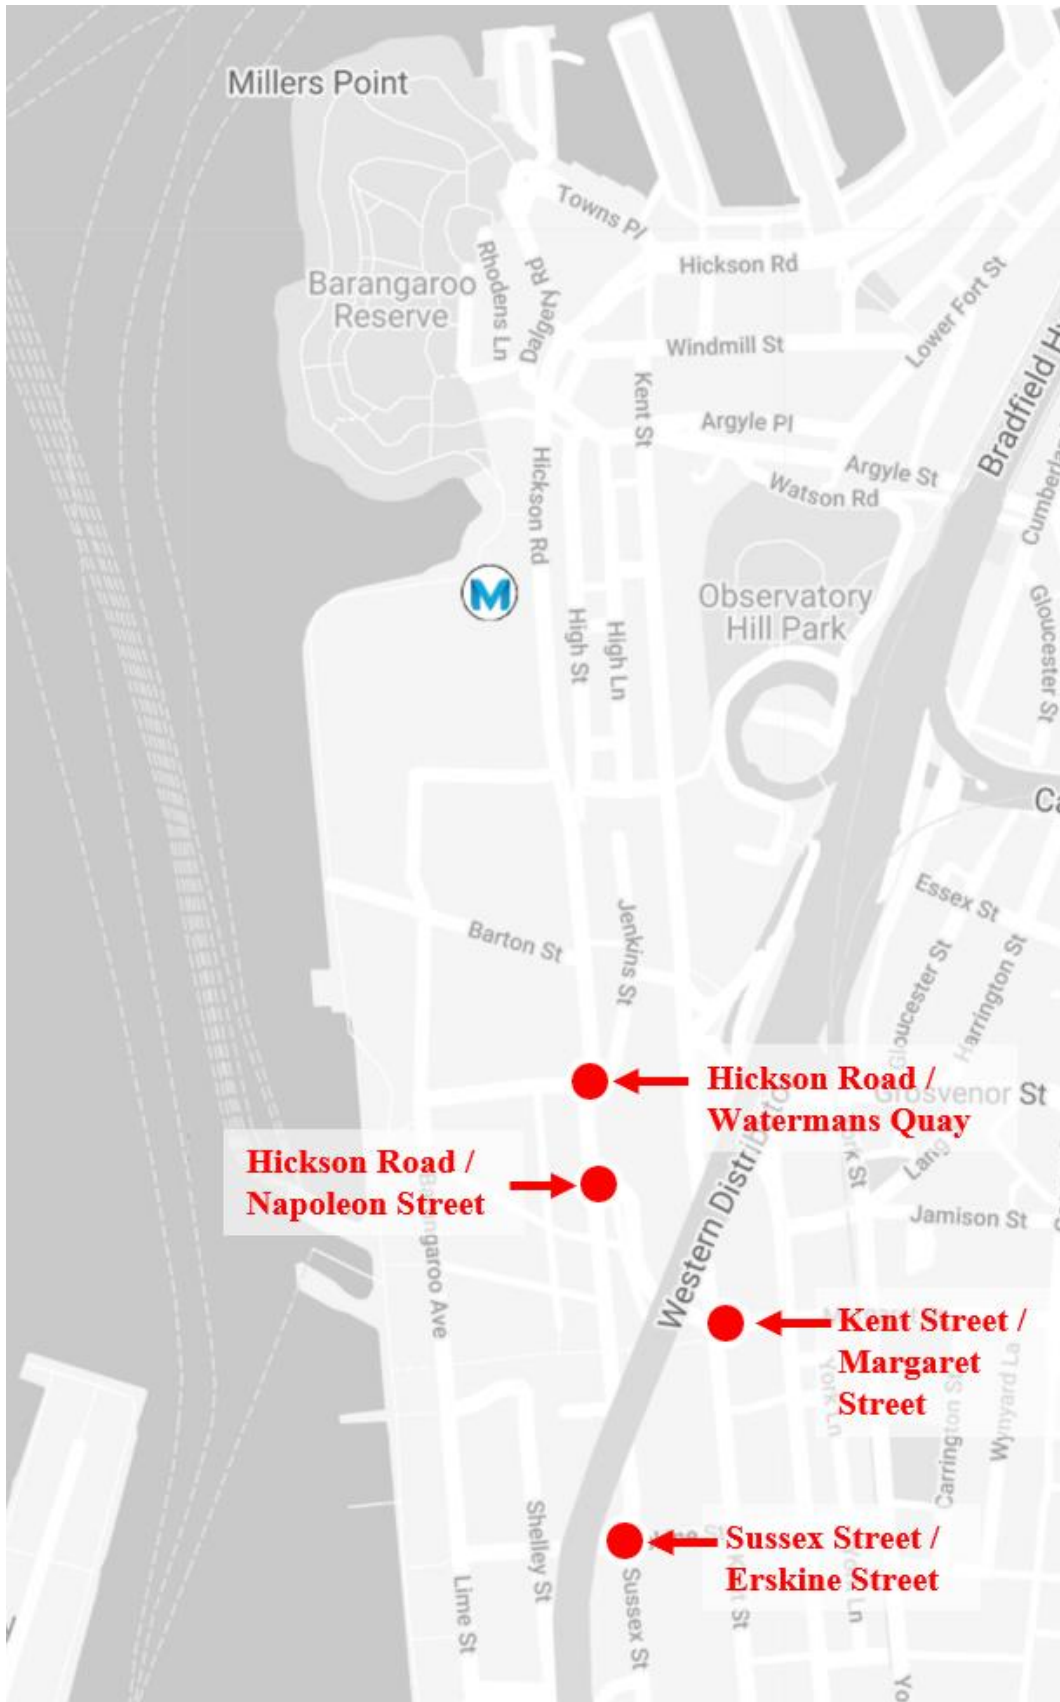 Millers Point
Towns Pl
Hickson Rd
Rhodens Ln
Dalgety Rd
Barangaroo
Reserve
Lower Fort St
Windmill St
Kent St
Argyle Pl
Argyle St
Watson Rd
Hickson Rd
M
Observatory
Hill Park
Gloucester St
High St
High Ln
Essex St
Jenkins St
Barton St
Gloucester St
Harrington St
Hickson Road /
Watermans Quay
Grosvenor St
Hickson Road /
Napoleon Street
Western
Lang
Jamison St
Kent Street /
Margaret
Street
York Ln
Carrington St
Wynyard La
Shelley St
Sussex Street /
Erskine Street
Lime St
Sussex St